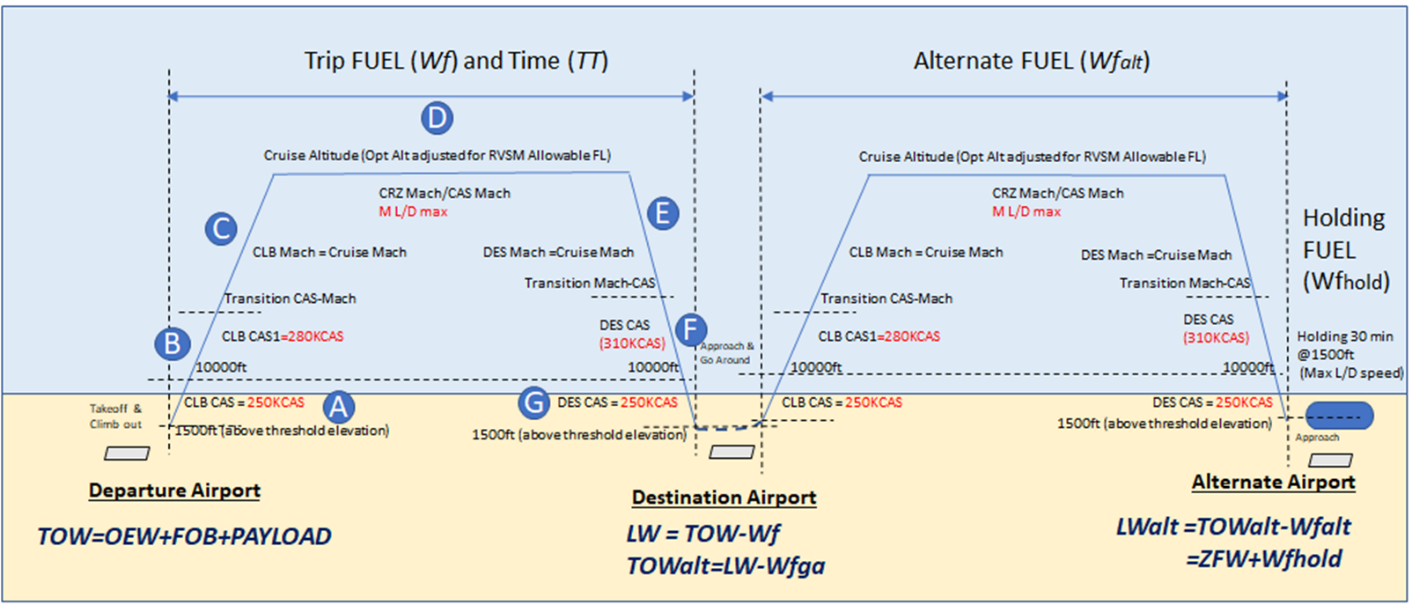 Trip FUEL (Wf) and Time (TT)
Alternate FUEL (Wfalt)
D
Cruise Altitude (Opt Alt adjusted for RVSM Allowable FL)
Cruise Altitude (Opt Alt adjusted for RVSM Allowable FL)
CRZ Mach/CAS Mach
M L/D max
CRZ Mach/CAS Mach
M L/D max
C
E
Holding
FUEL
(Wfhold)
CLB Mach = Cruise Mach
DES Mach =Cruise Mach
CLB Mach = Cruise Mach
DES Mach =Cruise Mach
Transition Mach-CAS
Transition Mach-CAS
Transition CAS-Mach
Transition CAS-Mach
B
CLB CAS1=280KCAS
DES CAS
(310KCAS)
F
Approach &
Go Around
CLB CAS1=280KCAS
DES CAS
(310KCAS)
Holding 30 min
@1500ft
(Max L/D speed)
10000ft
10000ft
10000ft
10000ft
Takeoff &
Climb out
CLB CAS = 250KCAS
A
G
DES CAS = 250KCAS
CLB CAS = 250KCAS
DES CAS = 250KCAS
1500ft (above threshold elevation)
1500ft (above threshold elevation)
1500ft (above threshold elevation)
Approach
Departure Airport
Destination Airport
Alternate Airport
TOW=OEW+FOB+PAYLOAD
LW = TOW-Wf
TOWalt=LW-Wfga
LWalt =TOWalt-Wfalt
=ZFW+Wfhold